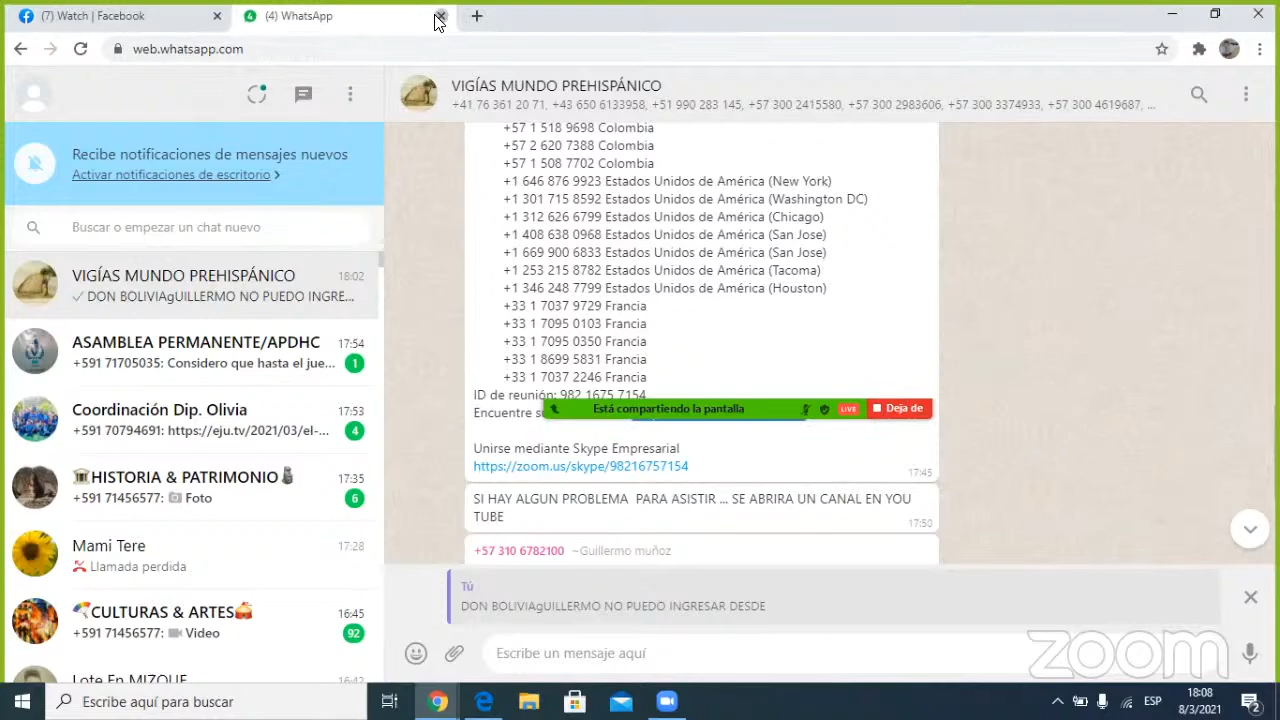 (7) Watch | Facebook
(4) WhatsApp
web.whatsapp.com
VIGÍAS MUNDO PREHISPÁNICO
+41 76 361 20 71, +43 650 6133958, +51 990 283 145, +57 300 2415580, +57 300 2983606, +57 300 3374933, +57 300 4619687, ...
Recibe notificaciones de mensajes nuevos
Activar notificaciones de escritorio >
Buscar o empezar un chat nuevo
VIGÍAS MUNDO PREHISPÁNICO 18:02
DON BOLIVIAgUILLERMO NO PUEDO INGRE...
ASAMBLEA PERMANENTE/APDHC 17:54
+591 71705035: Considero que hasta el jue... 1
Coordinación Dip. Olivia 17:53
+591 70794691: https://eju.tv/2021/03/el-... 4
HISTORIA & PATRIMONIO 17:35
+591 71456577: Foto 6
Mami Tere 17:28
Llamada perdida
CULTURAS & ARTES 16:45
+591 71456577: Video 92
Lote En MIZQUE 16:42
+57 1 518 9698 Colombia
+57 2 620 7388 Colombia
+57 1 508 7702 Colombia
+1 646 876 9923 Estados Unidos de América (New York)
+1 301 715 8592 Estados Unidos de América (Washington DC)
+1 312 626 6799 Estados Unidos de América (Chicago)
+1 408 638 0968 Estados Unidos de América (San Jose)
+1 669 900 6833 Estados Unidos de América (San Jose)
+1 253 215 8782 Estados Unidos de América (Tacoma)
+1 346 248 7799 Estados Unidos de América (Houston)
+33 1 7037 9729 Francia
+33 1 7095 0103 Francia
+33 1 7095 0350 Francia
+33 1 8699 5831 Francia
+33 1 7037 2246 Francia
ID de reunión: 982 1675 7154
Encuentre su
Está compartiendo la pantalla LIVE Deja de
Unirse mediante Skype Empresarial
https://zoom.us/skype/98216757154
17:45
SI HAY ALGUN PROBLEMA PARA ASISTIR ... SE ABRIRA UN CANAL EN YOU
TUBE
17:50
+57 310 6782100 ~Guillermo muñoz
Tú
DON BOLIVIAgUILLERMO NO PUEDO INGRESAR DESDE
Escribe un mensaje aquí
zoom
Escribe aquí para buscar
ESP
18:08
8/3/2021
2